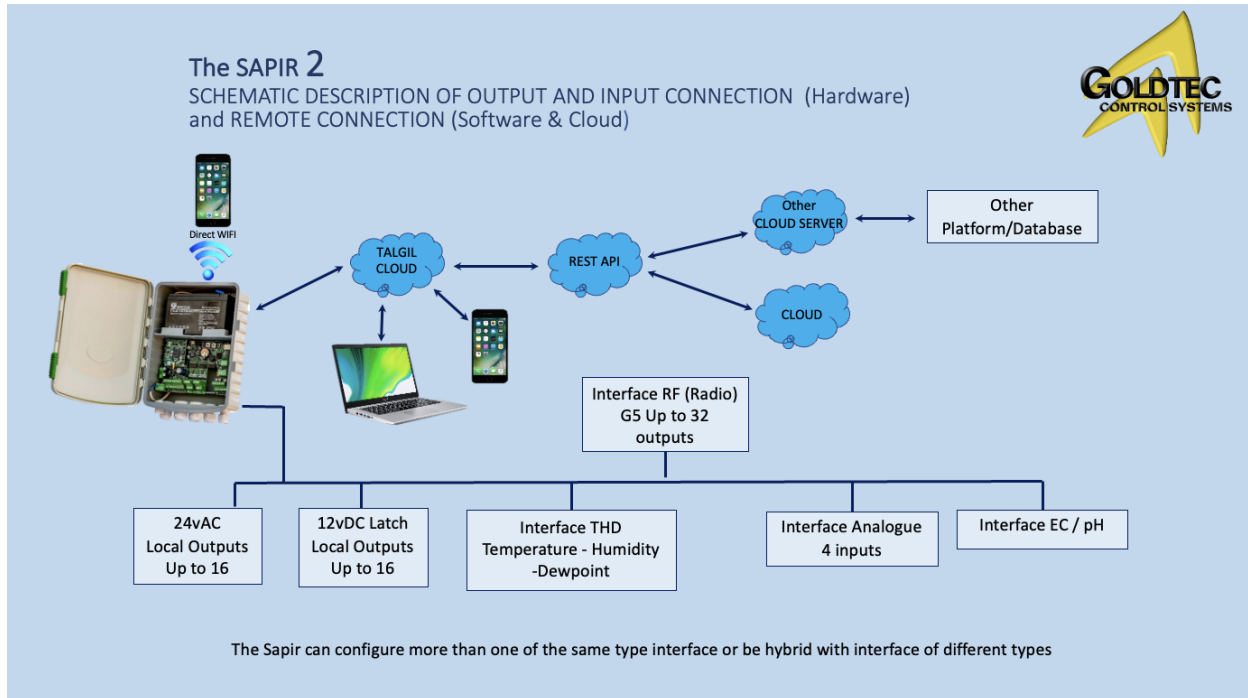 The SAPIR 2
SCHEMATIC DESCRIPTION OF OUTPUT AND INPUT CONNECTION (Hardware)
and REMOTE CONNECTION (Software & Cloud)
GOLDTEC
CONTROL SYSTEMS
Direct WIFI
TALGIL
CLOUD
REST API
Other
CLOUD SERVER
Other
Platform/Database
CLOUD
Interface RF (Radio)
G5 Up to 32
outputs
24vAC
Local Outputs
Up to 16
12vDC Latch
Local Outputs
Up to 16
Interface THD
Temperature - Humidity
-Dewpoint
Interface Analogue
4 inputs
Interface EC / pH
The Sapir can configure more than one of the same type interface or be hybrid with interface of different types